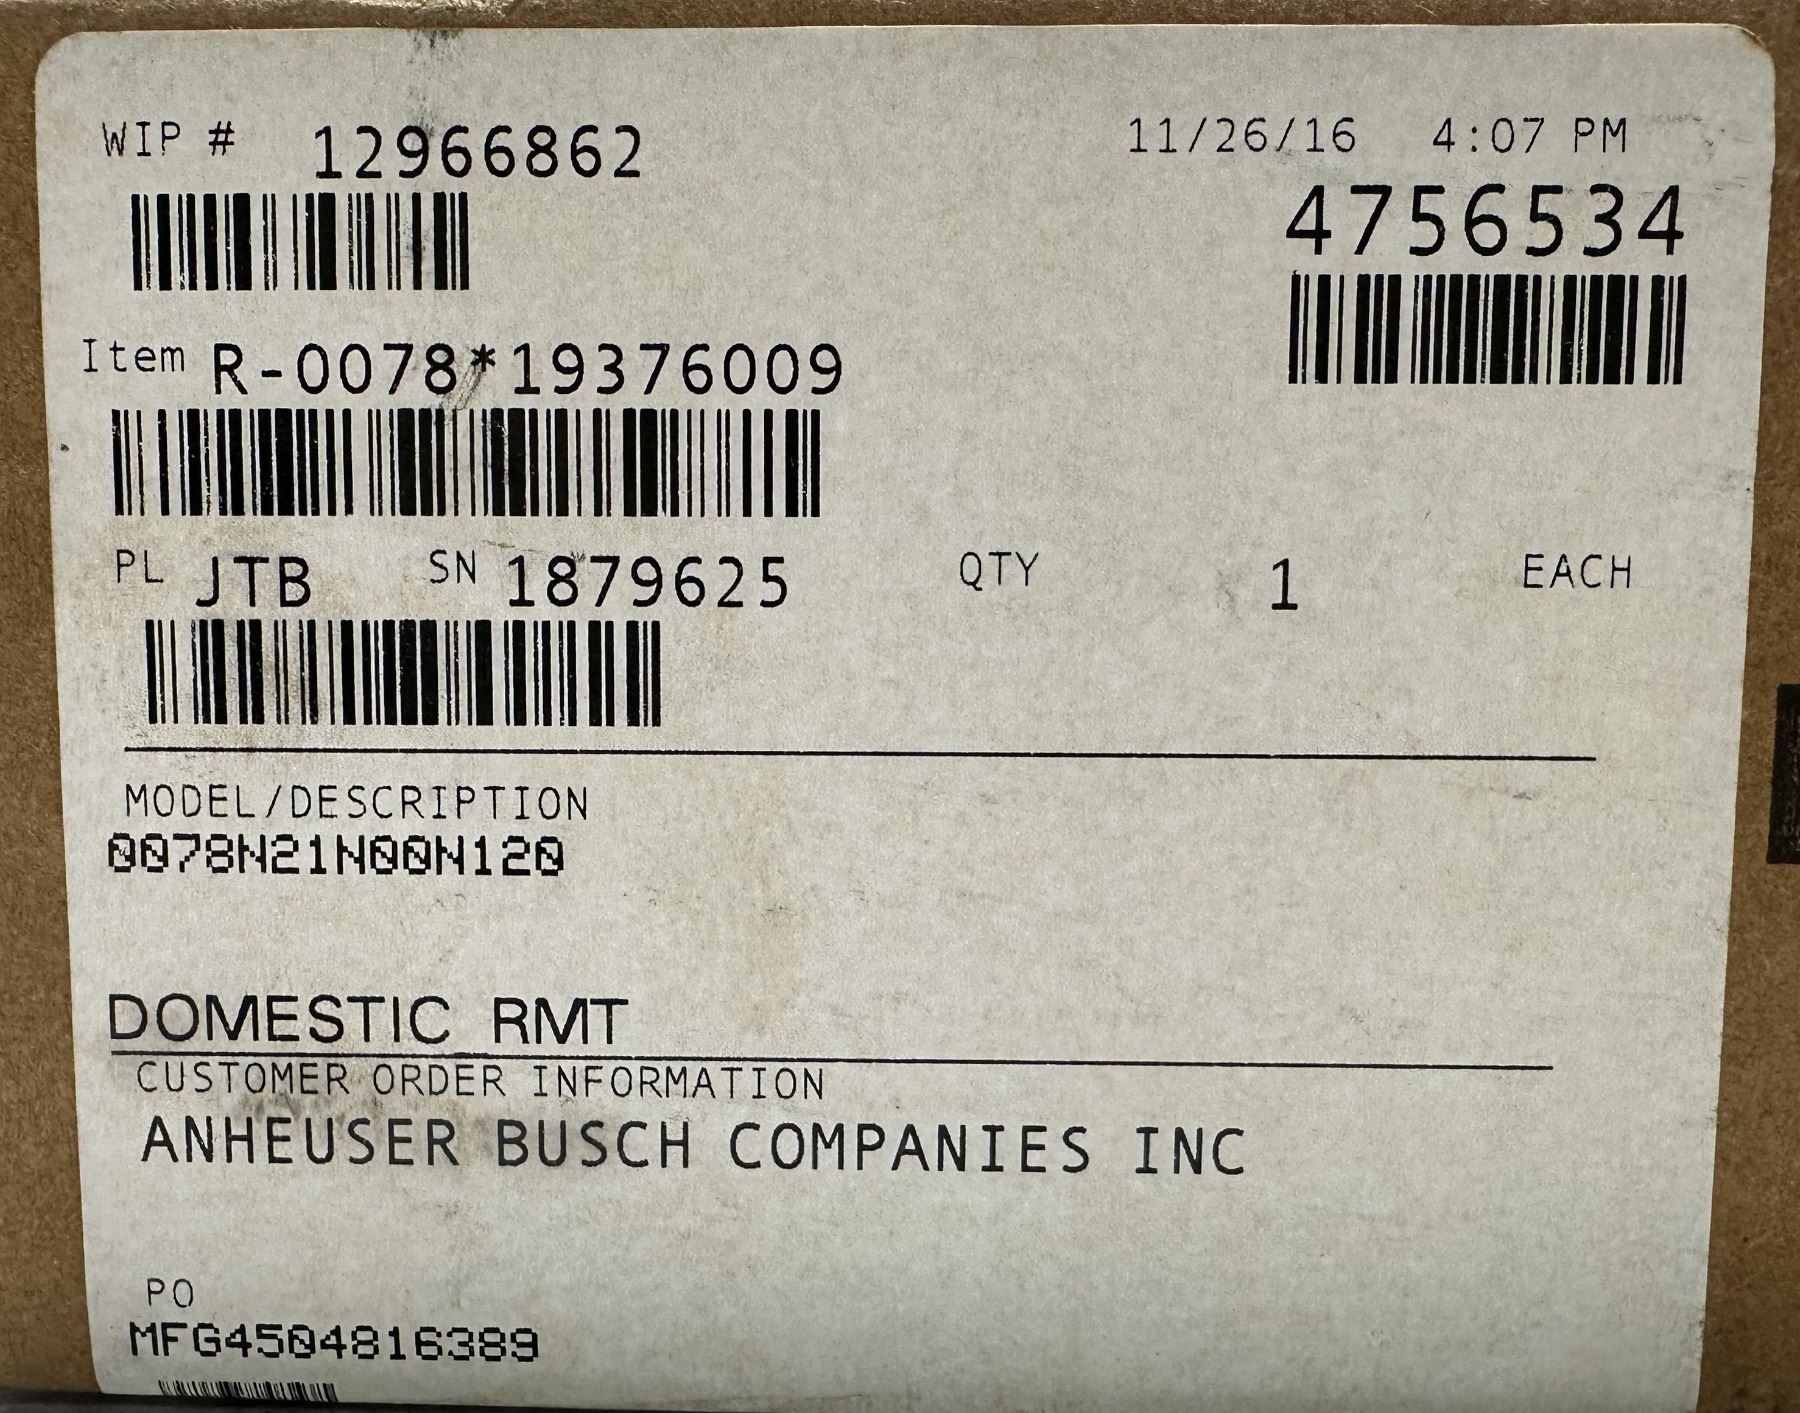 WIP # 12966862
11/26/16 4:07 PM
4756534
Item R-0078*19376009
PL JTB SN 1879625 QTY 1 EACH
MODEL/DESCRIPTION
0078N21N00N120
DOMESTIC RMT
CUSTOMER ORDER INFORMATION
ANHEUSER BUSCH COMPANIES INC
PO
MFG4504816389